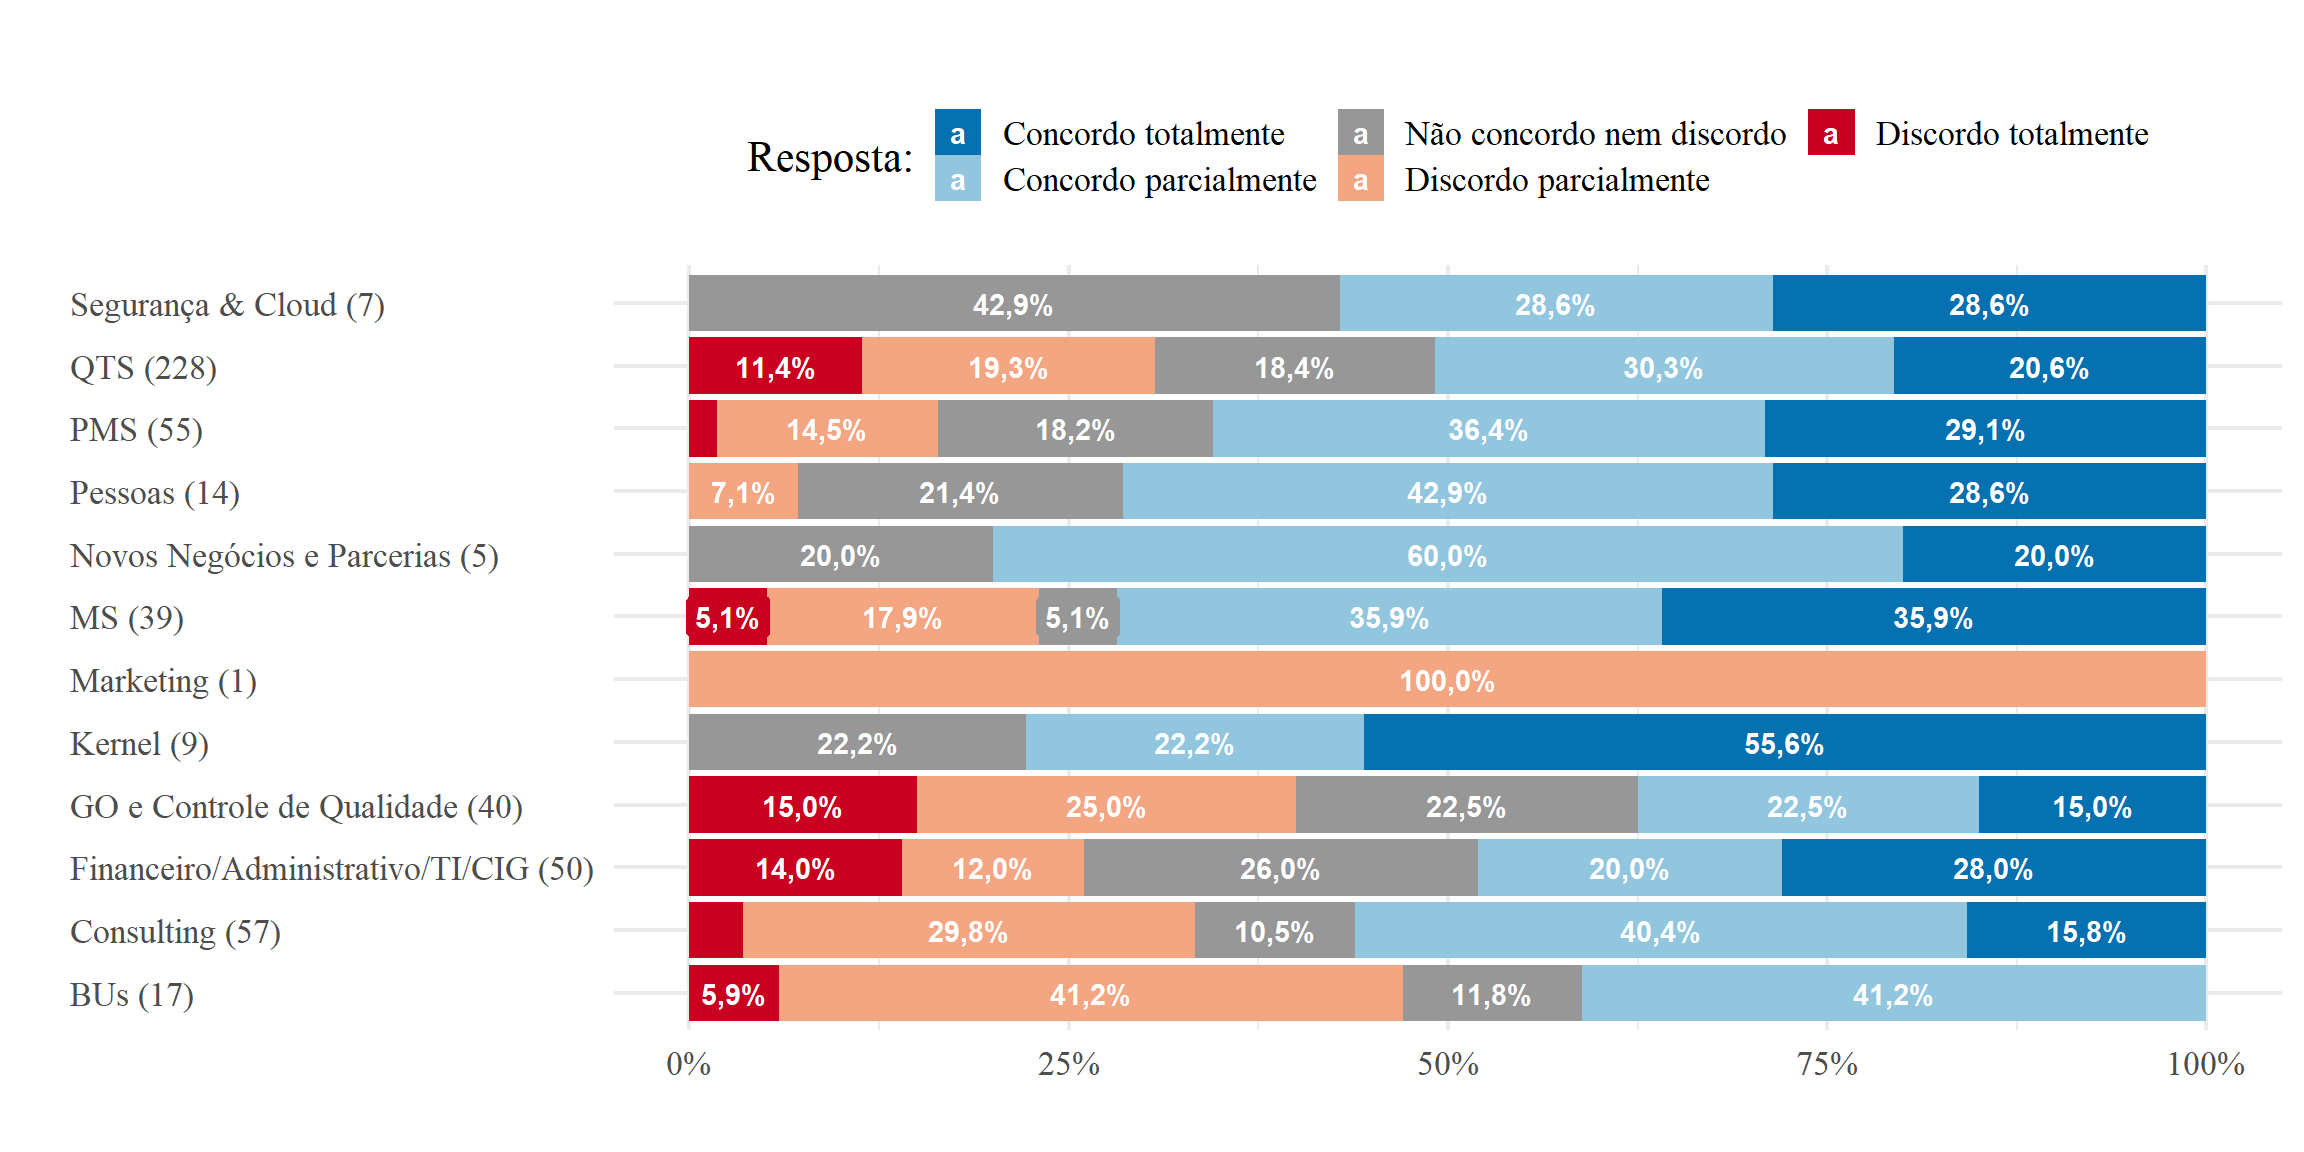 Resposta:
a Concordo totalmente a Não concordo nem discordo a Discordo totalmente
a Concordo parcialmente a Discordo parcialmente
Segurança & Cloud (7) 42,9% 28,6% 28,6%
QTS (228) 11,4% 19,3% 18,4% 30,3% 20,6%
PMS (55) 14,5% 18,2% 36,4% 29,1%
Pessoas (14) 7,1% 21,4% 42,9% 28,6%
Novos Negócios e Parcerias (5) 20,0% 60,0% 20,0%
MS (39) 5,1% 17,9% 5,1% 35,9% 35,9%
Marketing (1) 100,0%
Kernel (9) 22,2% 22,2% 55,6%
GO e Controle de Qualidade (40) 15,0% 25,0% 22,5% 22,5% 15,0%
Financeiro/Administrativo/TI/CIG (50) 14,0% 12,0% 26,0% 20,0% 28,0%
Consulting (57) 29,8% 10,5% 40,4% 15,8%
BUs (17) 5,9% 41,2% 11,8% 41,2%
0% 25% 50% 75% 100%